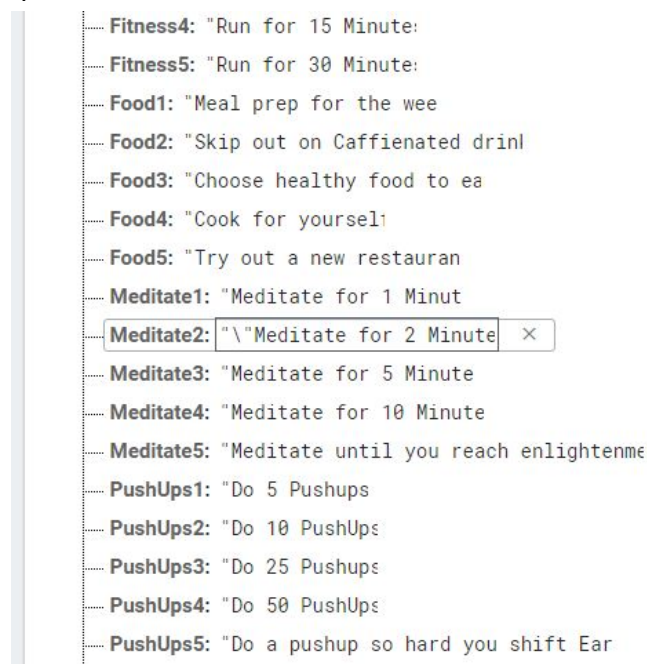 Fitness4: "Run for 15 Minutes
Fitness5: "Run for 30 Minutes
Food1: "Meal prep for the wee
Food2: "Skip out on Caffienated drink
Food3: "Choose healthy food to ea
Food4: "Cook for yourself
Food5: "Try out a new restauran
Meditate1: "Meditate for 1 Minut
Meditate2: "\"Meditate for 2 Minute ×
Meditate3: "Meditate for 5 Minute
Meditate4: "Meditate for 10 Minute
Meditate5: "Meditate until you reach enlightenme
PushUps1: "Do 5 Pushups
PushUps2: "Do 10 PushUps
PushUps3: "Do 25 Pushups
PushUps4: "Do 50 PushUps
PushUps5: "Do a pushup so hard you shift Ear